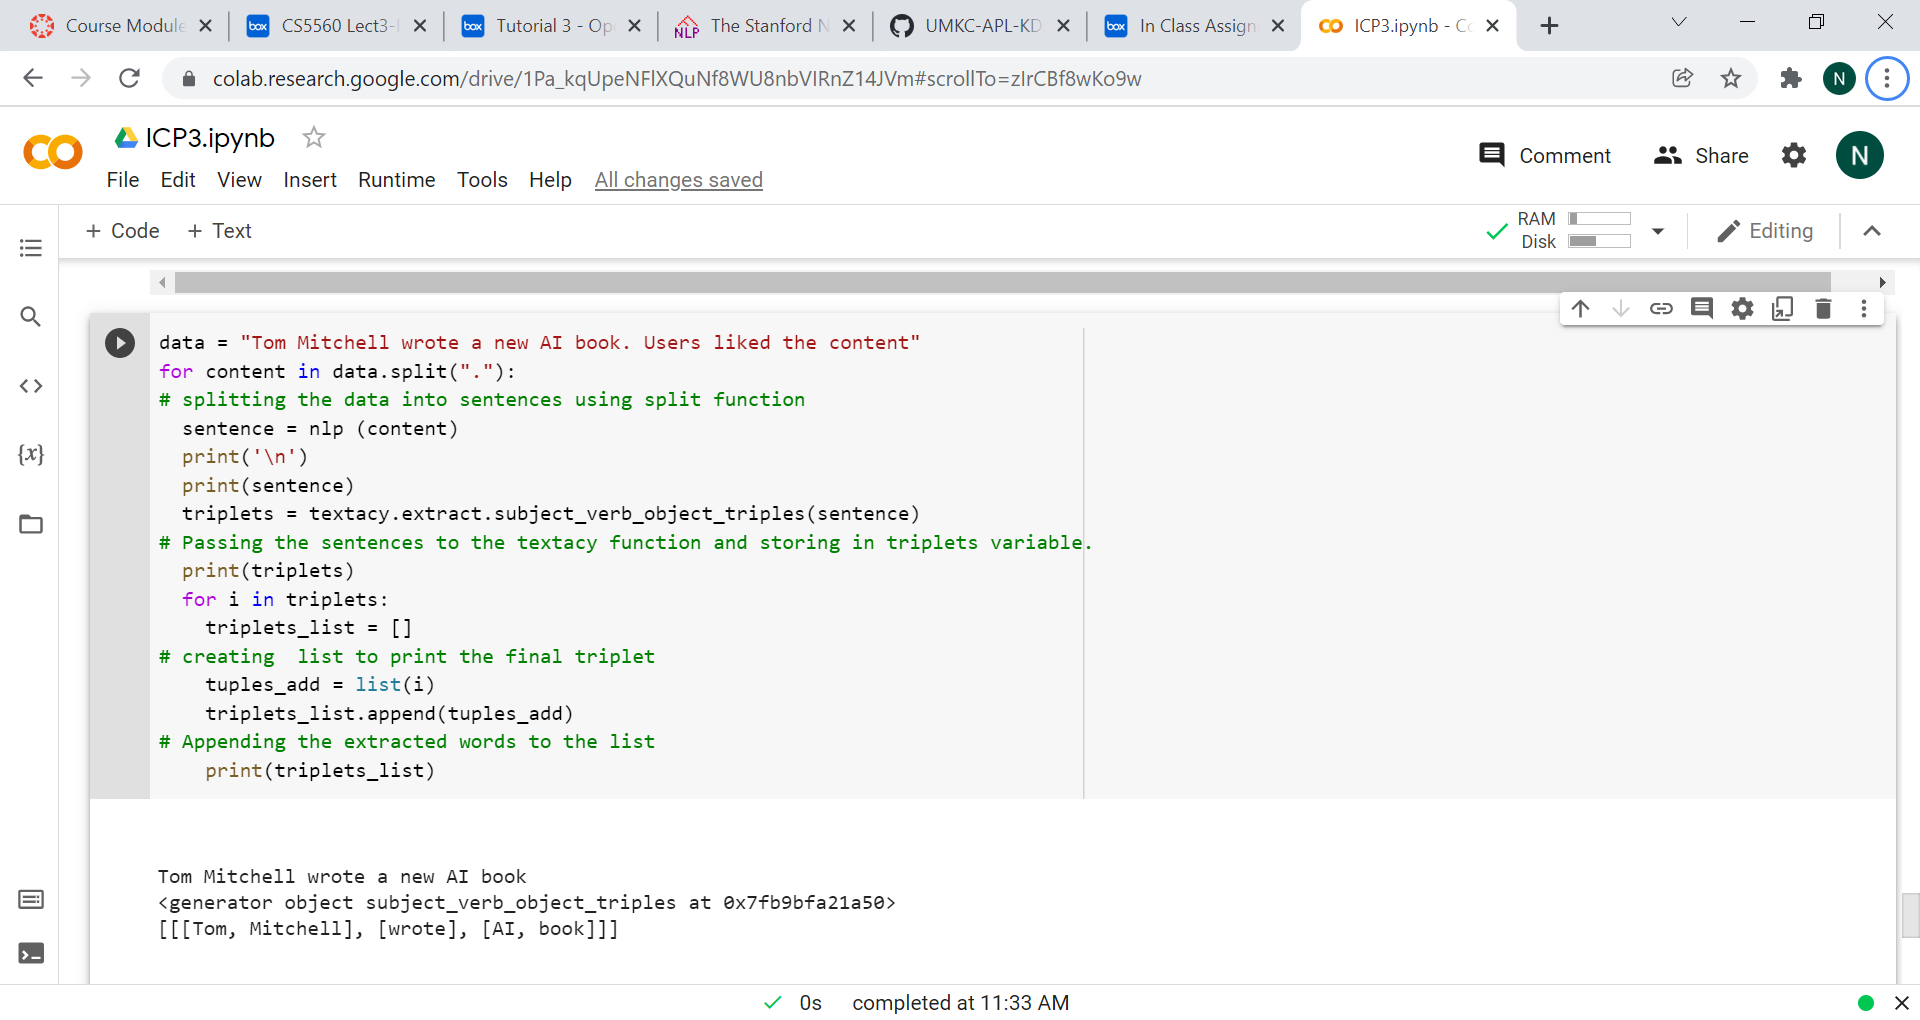 Course Module
CS5560 Lect3-
Tutorial 3 - Op
The Stanford N
UMKC-APL-KD
In Class Assign
ICP3.ipynb - Co
colab.research.google.com/drive/1Pa_kqUpeNFlXQuNf8WU8nbVIRnZ14JVm#scrollTo=zIrCBf8wKo9w
N
ICP3.ipynb
File Edit View Insert Runtime Tools Help All changes saved
Comment
Share
N
+ Code + Text
RAM
Disk
Editing
data = "Tom Mitchell wrote a new AI book. Users liked the content"
for content in data.split("."):
# splitting the data into sentences using split function
sentence = nlp (content)
print('\n')
print(sentence)
triplets = textacy.extract.subject_verb_object_triples(sentence)
# Passing the sentences to the textacy function and storing in triplets variable.
print(triplets)
for i in triplets:
triplets_list = []
# creating  list to print the final triplet
tuples_add = list(i)
triplets_list.append(tuples_add)
# Appending the extracted words to the list
print(triplets_list)
Tom Mitchell wrote a new AI book
<generator object subject_verb_object_triples at 0x7fb9bfa21a50>
[[[Tom, Mitchell], [wrote], [AI, book]]]
0s completed at 11:33 AM